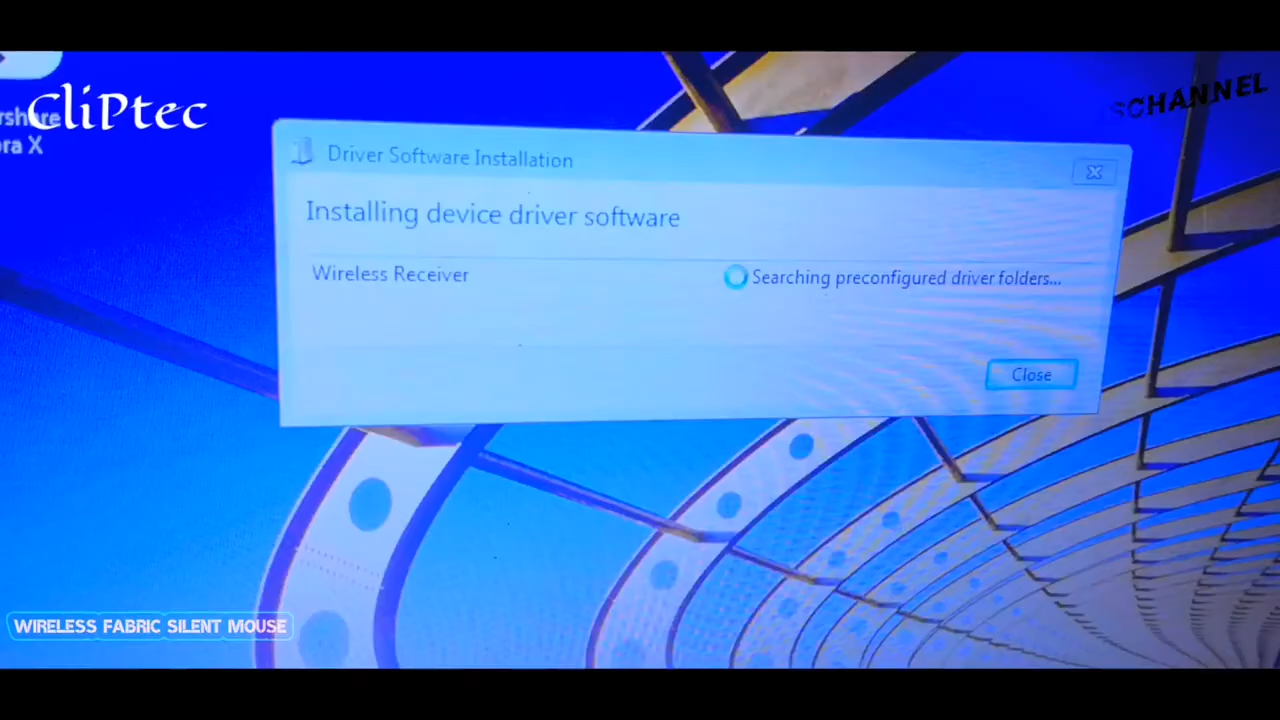 CliPtec
SCHANNEL
ra X
Driver Software Installation
Installing device driver software
Wireless Receiver
Searching preconfigured driver folders...
Close
WIRELESS FABRIC SILENT MOUSE